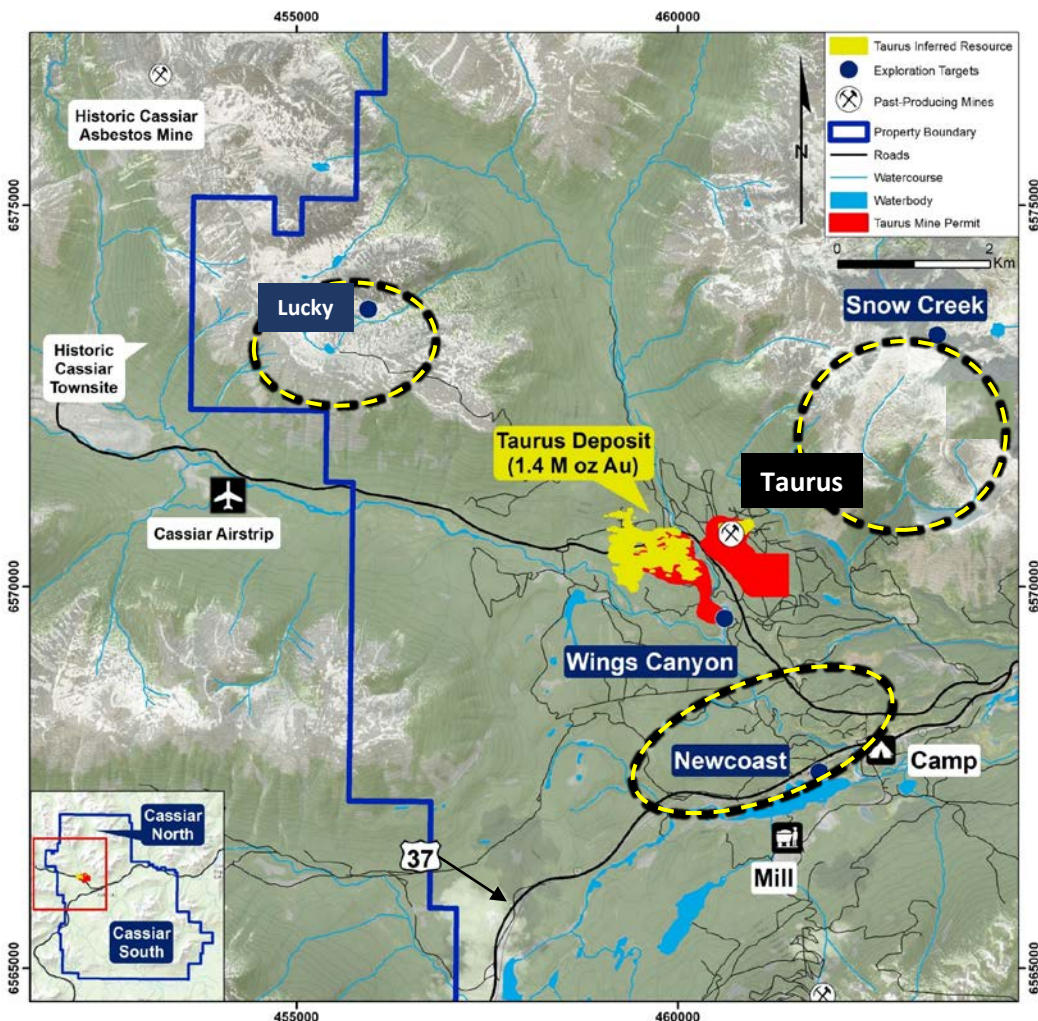 455000
460000
Taurus Inferred Resource
Exploration Targets
Past-Producing Mines
Property Boundary
Roads
Watercourse
Waterbody
Taurus Mine Permit
N
0
2
Km
Historic Cassiar
Asbestos Mine
6575000
6575000
Lucky
Snow Creek
Historic
Cassiar
Townsite
Taurus Deposit
(1.4 M oz Au)
Taurus
Cassiar Airstrip
6570000
6570000
Wings Canyon
Newcoast
Camp
37
Mill
Cassiar
North
Cassiar
South
6565000
6565000
455000
460000